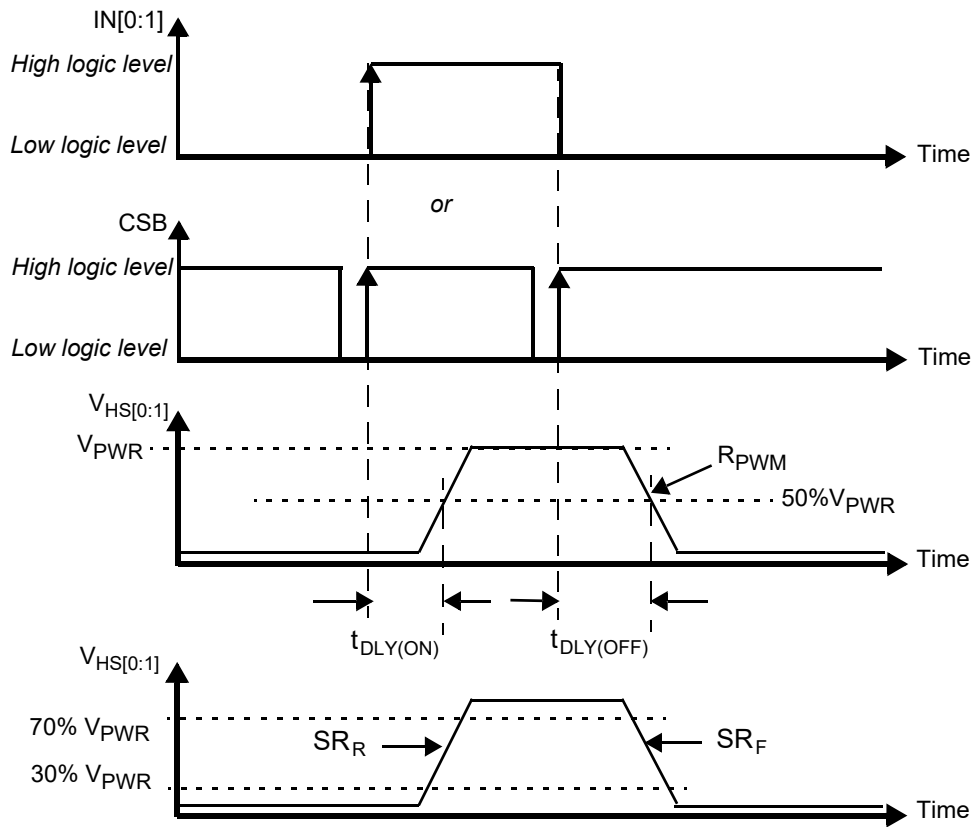 IN[0:1]
High logic level
Low logic level
Time
or
CSB
High logic level
Low logic level
Time
VHS[0:1]
VPWR
RPWM
50%VPWR
Time
tDLY(ON)
tDLY(OFF)
VHS[0:1]
70% VPWR
SRR
SRF
30% VPWR
Time